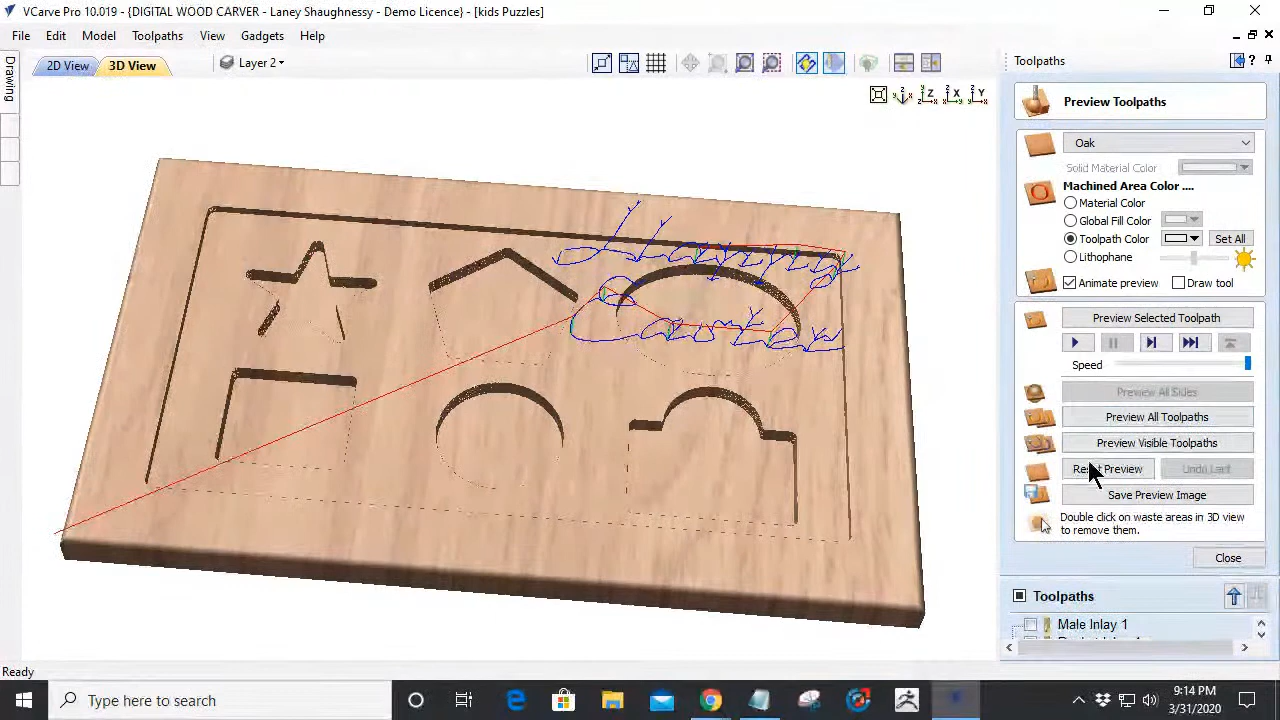 VCarve Pro 10.019 - {DIGITAL WOOD CARVER - Laney Shaughnessy - Demo Licence} - [kids Puzzles]
File Edit Model Toolpaths View Gadgets Help
2D View 3D View Layer 2
Drawing
Z X Y
Toolpaths
Preview Toolpaths
Oak
Solid Material Color
Machined Area Color ....
Material Color
Global Fill Color
Toolpath Color Set All
Lithophane
Animate preview Draw tool
Preview Selected Toolpath
Speed
Preview All Sides
Preview All Toolpaths
Preview Visible Toolpaths
Reset Preview Undo Last
Save Preview Image
Double click on waste areas in 3D view
to remove them.
Close
Toolpaths
Male Inlay 1
Ready
Type here to search
9:14 PM
3/31/2020